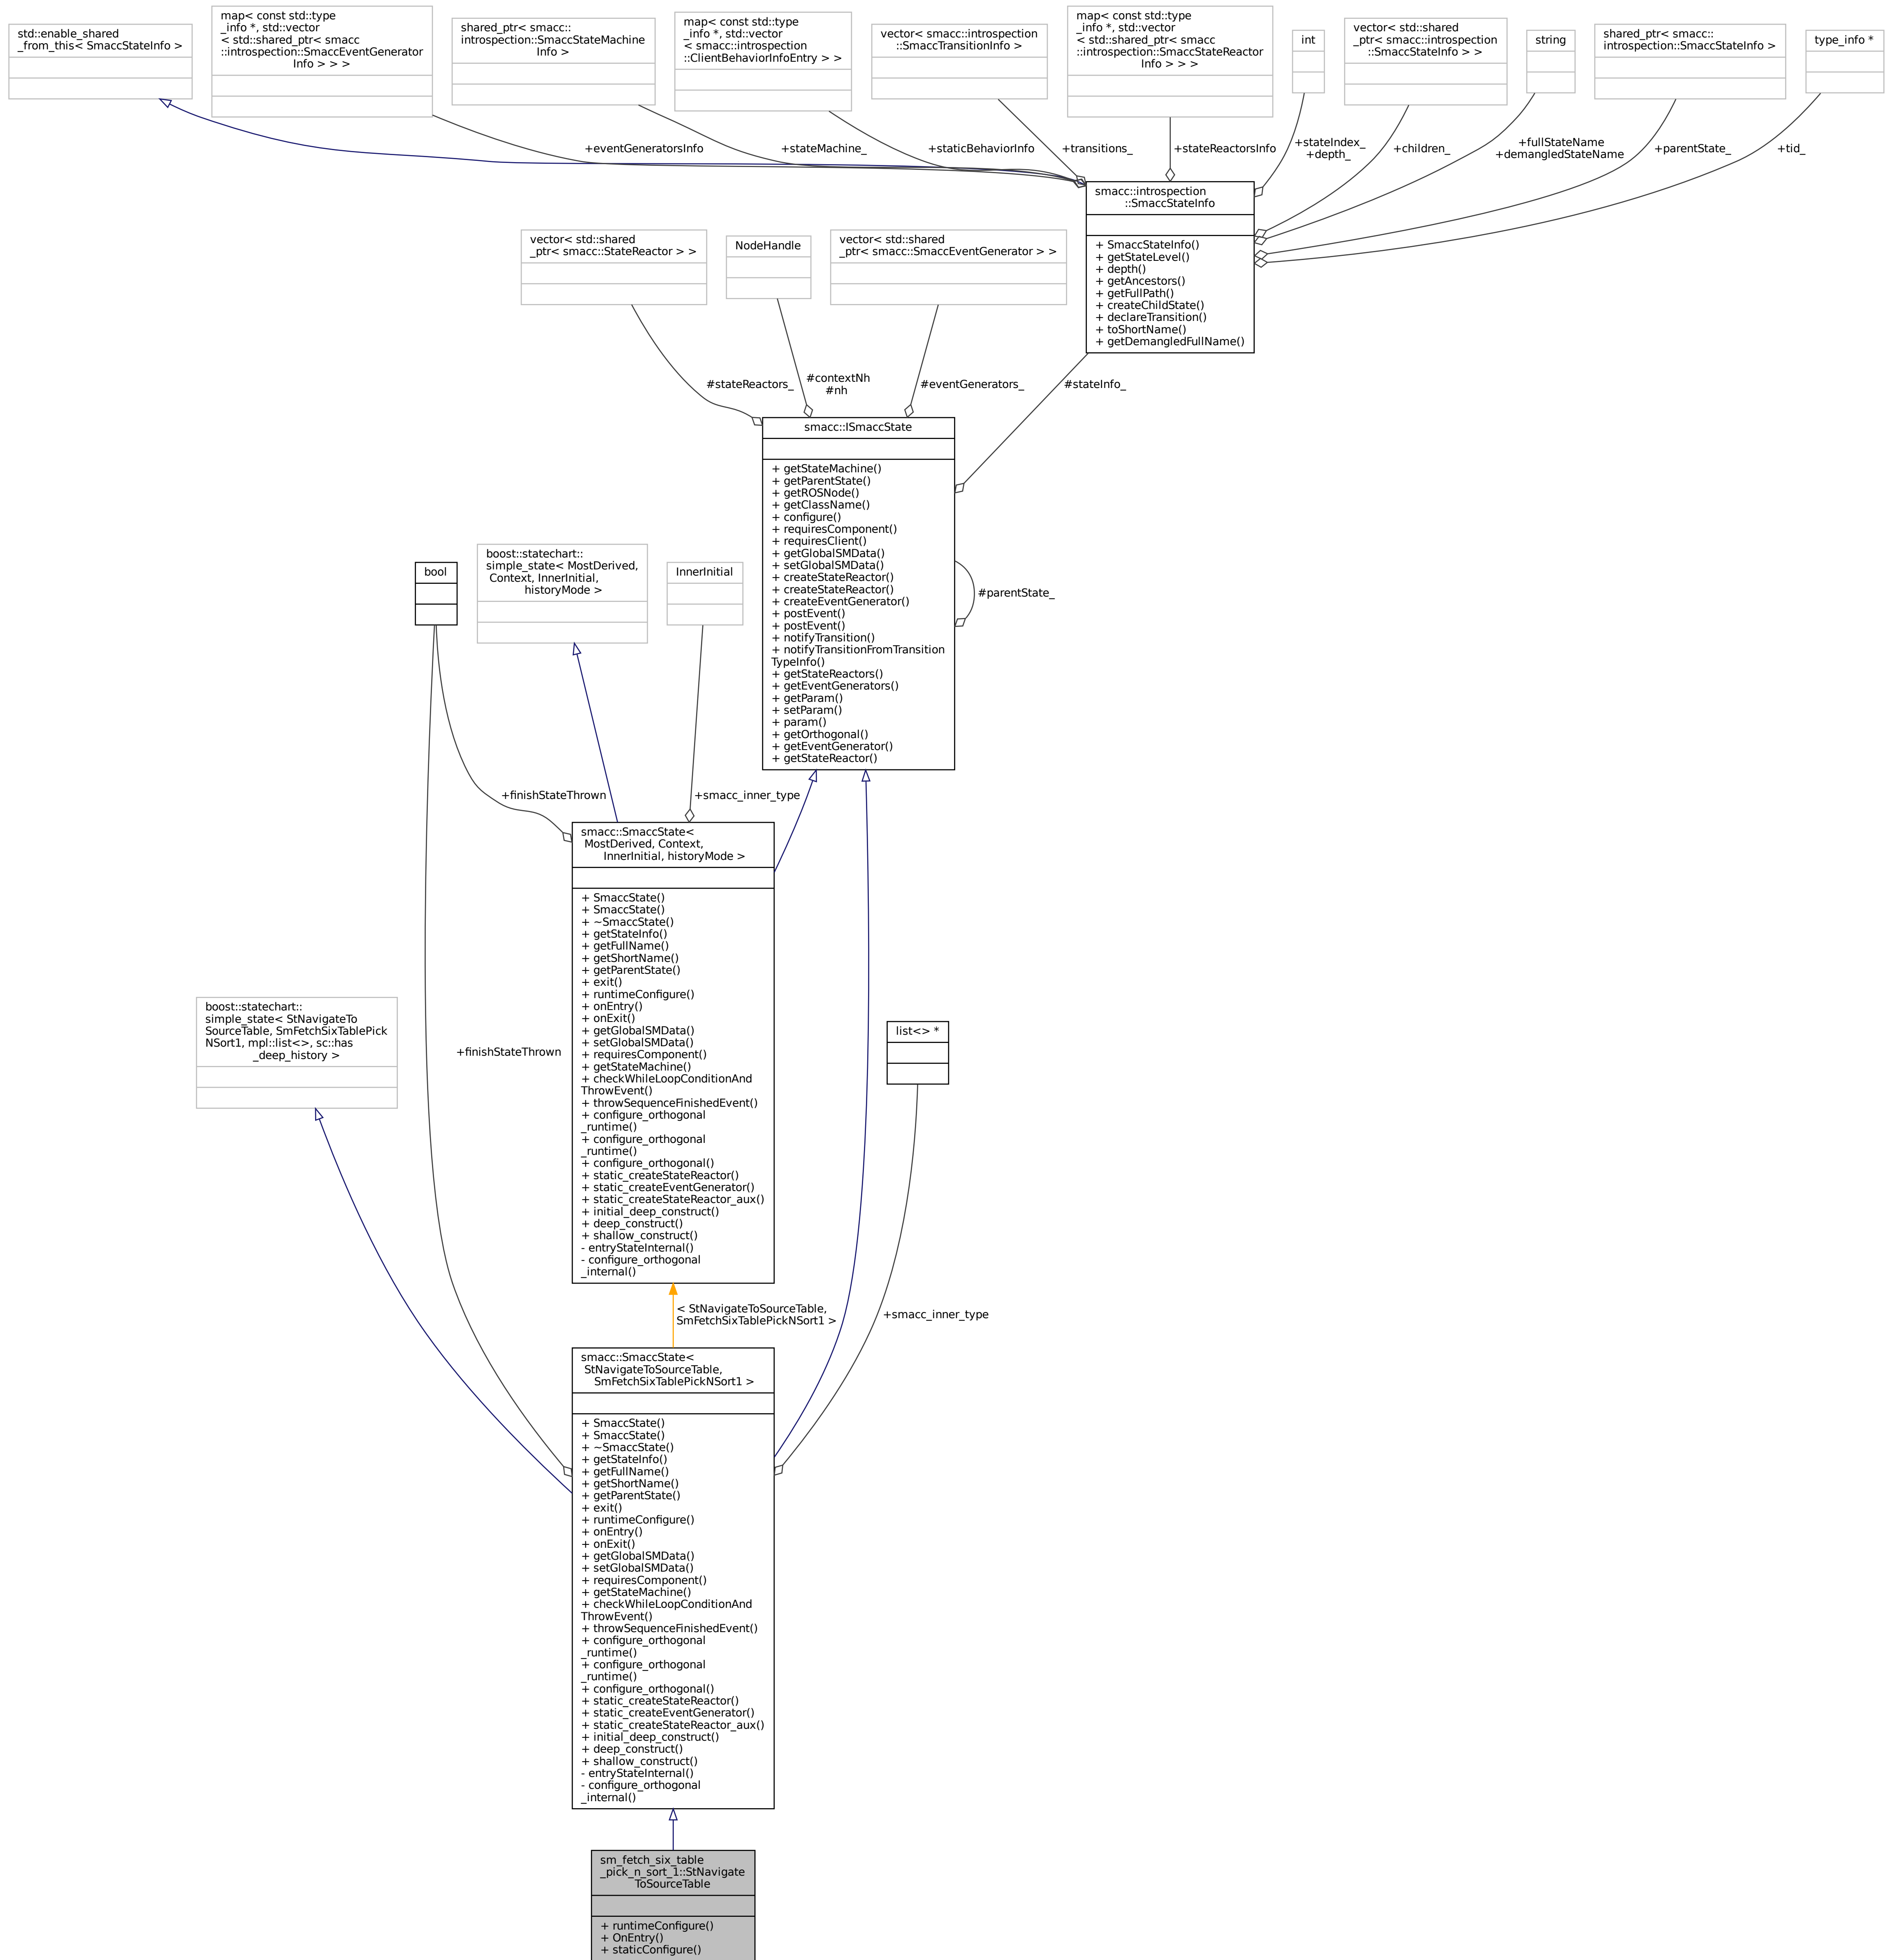 std::enable_shared
_from_this< SmaccStateInfo >
map< const std::type
_info *, std::vector
< std::shared_ptr< smacc
::introspection::SmaccEventGenerator
Info > > >
shared_ptr< smacc::
introspection::SmaccStateMachine
Info >
map< const std::type
_info *, std::vector
< smacc::introspection
::ClientBehaviorInfoEntry > >
vector< smacc::introspection
::SmaccTransitionInfo >
map< const std::type
_info *, std::vector
< std::shared_ptr< smacc
::introspection::SmaccStateReactor
Info > > >
int
vector< std::shared
_ptr< smacc::introspection
::SmaccStateInfo > >
string
shared_ptr< smacc::
introspection::SmaccStateInfo >
type_info *
+eventGeneratorsInfo
+stateMachine_
+staticBehaviorInfo
+transitions_
+stateReactorsInfo
+stateIndex_
+depth_
+children_
+fullStateName
+demangledStateName
+parentState_
+tid_
smacc::introspection
::SmaccStateInfo
+ SmaccStateInfo()
+ getStateLevel()
+ depth()
+ getAncestors()
+ getFullPath()
+ createChildState()
+ declareTransition()
+ toShortName()
+ getDemangledFullName()
vector< std::shared
_ptr< smacc::StateReactor > >
NodeHandle
vector< std::shared
_ptr< smacc::SmaccEventGenerator > >
#stateReactors_
#contextNh
#nh
#eventGenerators_
#stateInfo_
smacc::ISmaccState
+ getStateMachine()
+ getParentState()
+ getROSNode()
+ getClassName()
+ configure()
+ requiresComponent()
+ requiresClient()
+ getGlobalSMData()
+ setGlobalSMData()
+ createStateReactor()
+ createStateReactor()
+ createEventGenerator()
+ postEvent()
+ postEvent()
+ notifyTransition()
+ notifyTransitionFromTransition
TypeInfo()
+ getStateReactors()
+ getEventGenerators()
+ getParam()
+ setParam()
+ param()
+ getOrthogonal()
+ getEventGenerator()
+ getStateReactor()
#parentState_
bool
boost::statechart::
simple_state< MostDerived,
Context, InnerInitial,
historyMode >
InnerInitial
+finishStateThrown
+smacc_inner_type
smacc::SmaccState<
MostDerived, Context,
InnerInitial, historyMode >
+ SmaccState()
+ SmaccState()
+ ~SmaccState()
+ getStateInfo()
+ getFullName()
+ getShortName()
+ getParentState()
+ exit()
+ runtimeConfigure()
+ onEntry()
+ onExit()
+ getGlobalSMData()
+ setGlobalSMData()
+ requiresComponent()
+ getStateMachine()
+ checkWhileLoopConditionAnd
ThrowEvent()
+ throwSequenceFinishedEvent()
+ configure_orthogonal
_runtime()
+ configure_orthogonal
_runtime()
+ configure_orthogonal()
+ static_createStateReactor()
+ static_createEventGenerator()
+ static_createStateReactor_aux()
+ initial_deep_construct()
+ deep_construct()
+ shallow_construct()
- entryStateInternal()
- configure_orthogonal
_internal()
boost::statechart::
simple_state< StNavigateTo
SourceTable, SmFetchSixTablePick
NSort1, mpl::list<>, sc::has
_deep_history >
+finishStateThrown
list<> *
< StNavigateToSourceTable,
SmFetchSixTablePickNSort1 >
+smacc_inner_type
smacc::SmaccState<
StNavigateToSourceTable,
SmFetchSixTablePickNSort1 >
+ SmaccState()
+ SmaccState()
+ ~SmaccState()
+ getStateInfo()
+ getFullName()
+ getShortName()
+ getParentState()
+ exit()
+ runtimeConfigure()
+ onEntry()
+ onExit()
+ getGlobalSMData()
+ setGlobalSMData()
+ requiresComponent()
+ getStateMachine()
+ checkWhileLoopConditionAnd
ThrowEvent()
+ throwSequenceFinishedEvent()
+ configure_orthogonal
_runtime()
+ configure_orthogonal
_runtime()
+ configure_orthogonal()
+ static_createStateReactor()
+ static_createEventGenerator()
+ static_createStateReactor_aux()
+ initial_deep_construct()
+ deep_construct()
+ shallow_construct()
- entryStateInternal()
- configure_orthogonal
_internal()
sm_fetch_six_table
_pick_n_sort_1::StNavigate
ToSourceTable
+ runtimeConfigure()
+ OnEntry()
+ staticConfigure()